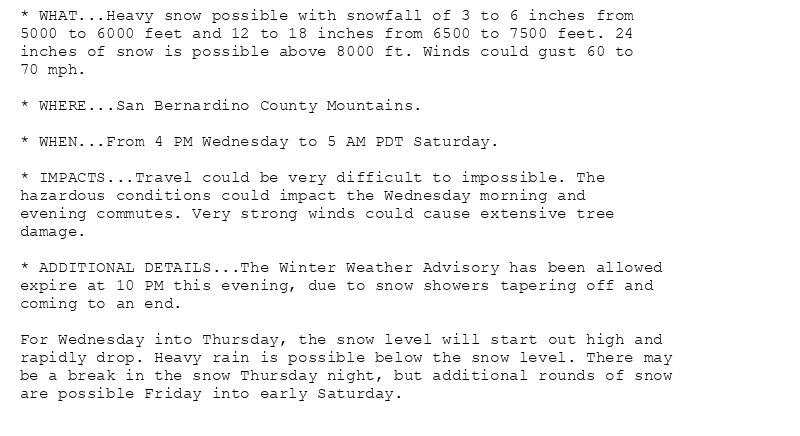 * WHAT...Heavy snow possible with snowfall of 3 to 6 inches from
5000 to 6000 feet and 12 to 18 inches from 6500 to 7500 feet. 24
inches of snow is possible above 8000 ft. Winds could gust 60 to
70 mph.
* WHERE...San Bernardino County Mountains.
* WHEN...From 4 PM Wednesday to 5 AM PDT Saturday.
* IMPACTS...Travel could be very difficult to impossible. The
hazardous conditions could impact the Wednesday morning and
evening commutes. Very strong winds could cause extensive tree
damage.
* ADDITIONAL DETAILS...The Winter Weather Advisory has been allowed
expire at 10 PM this evening, due to snow showers tapering off and
coming to an end.
For Wednesday into Thursday, the snow level will start out high and
rapidly drop. Heavy rain is possible below the snow level. There may
be a break in the snow Thursday night, but additional rounds of snow
are possible Friday into early Saturday.